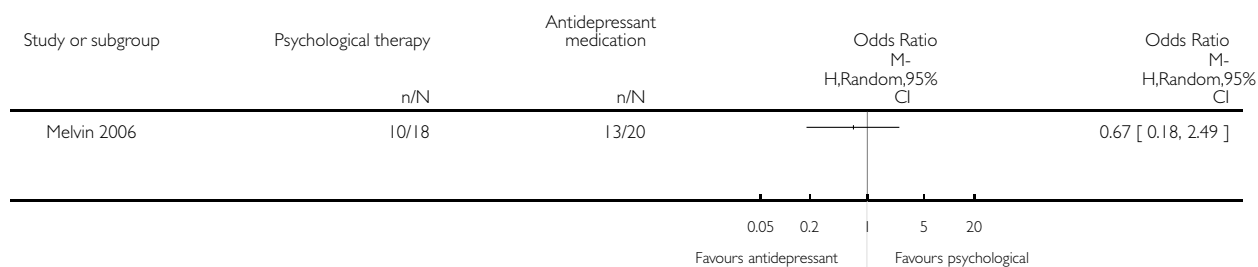 Study or subgroup Psychological therapy Antidepressant medication Odds Ratio Odds Ratio
M-H,Random,95% CI M-H,Random,95% CI
n/N n/N
Melvin 2006 10/18 13/20 0.67 [ 0.18, 2.49 ]
0.05 0.2 1 5 20
Favours antidepressant Favours psychological